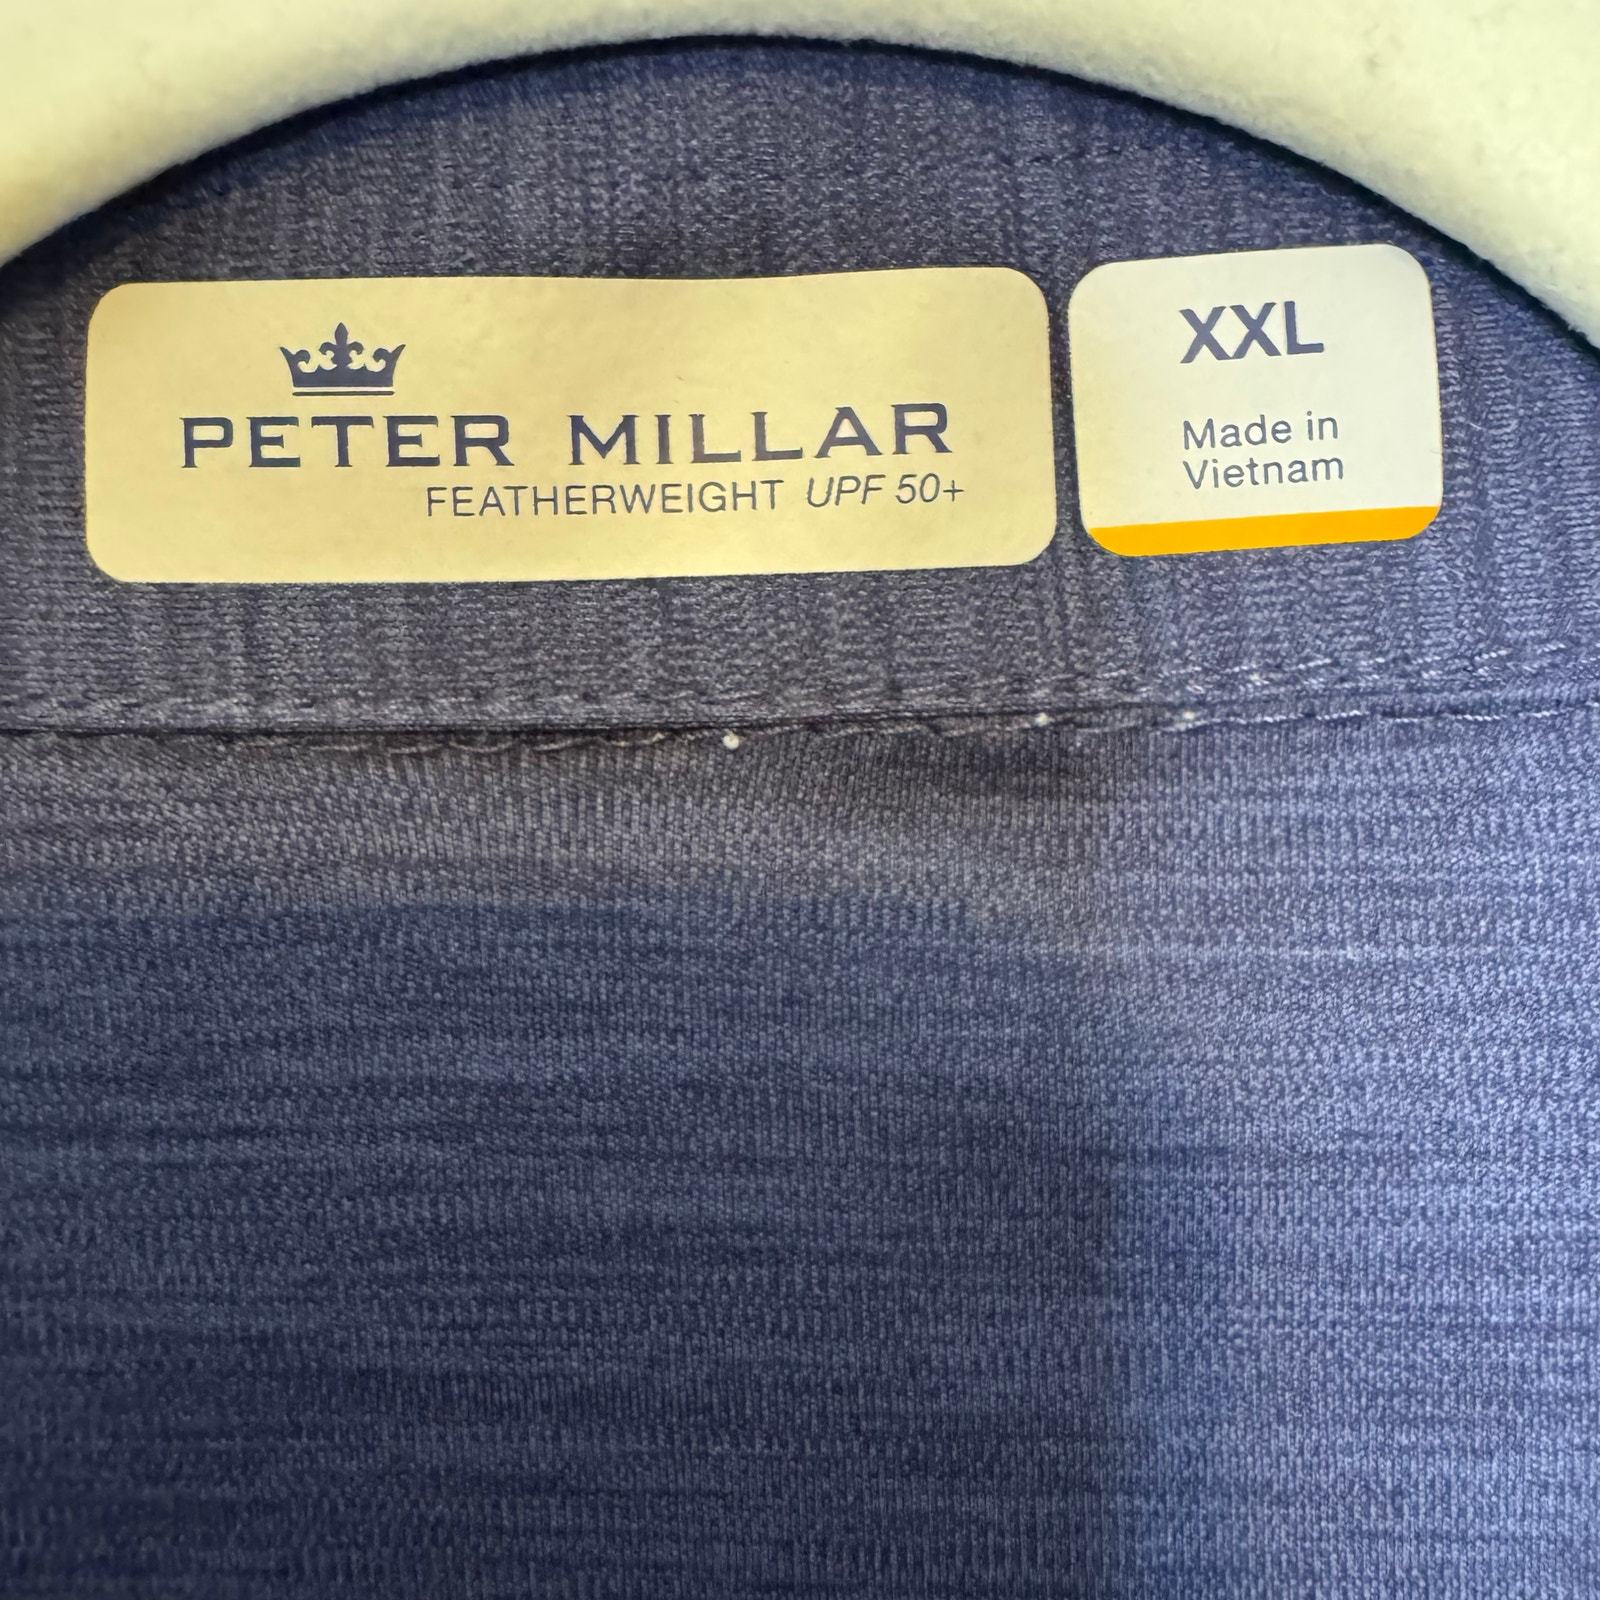 PETER MILLAR
FEATHERWEIGHT UPF 50+
XXL
Made in
Vietnam